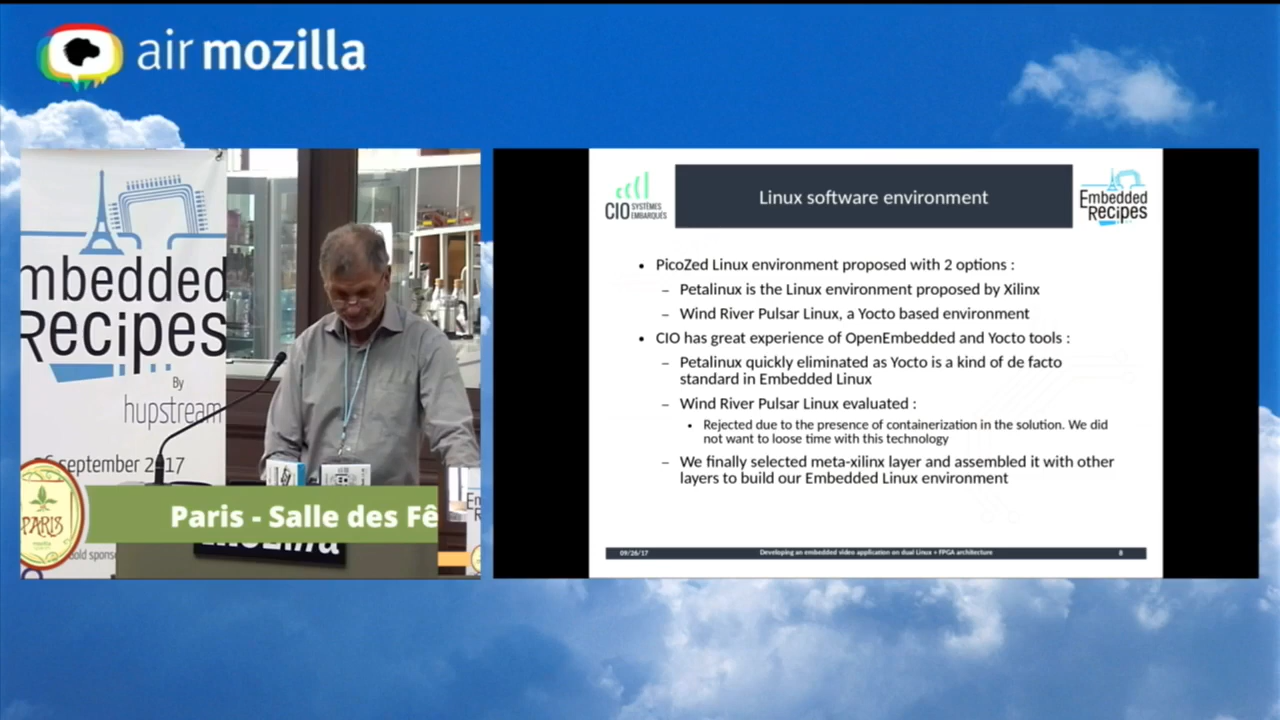 air mozilla
mbedded
Recipes
By
hupstream
september 2017
PARIS
mozilla
Paris - Salle des Fê
old spons
Linux software environment
CIO SYSTÈMES
EMBARQUÉS
Embedded
Recipes
• PicoZed Linux environment proposed with 2 options :
– Petalinux is the Linux environment proposed by Xilinx
– Wind River Pulsar Linux, a Yocto based environment
• CIO has great experience of OpenEmbedded and Yocto tools :
– Petalinux quickly eliminated as Yocto is a kind of de facto
standard in Embedded Linux
– Wind River Pulsar Linux evaluated :
• Rejected due to the presence of containerization in the solution. We did
not want to loose time with this technology
– We finally selected meta-xilinx layer and assembled it with other
layers to build our Embedded Linux environment
09/26/17
Developing an embedded video application on dual Linux + FPGA architecture
8